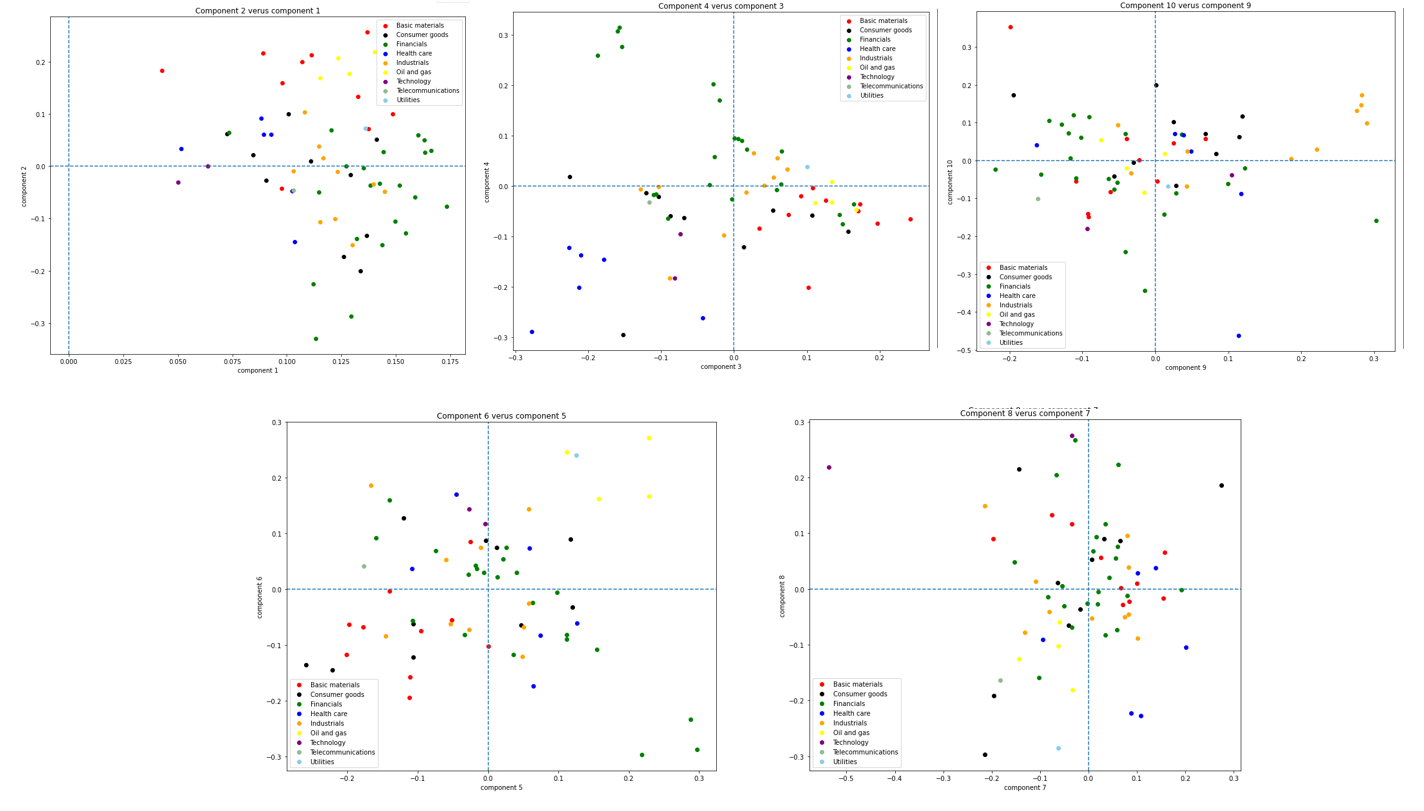 Component 2 verus component 1
0.2
0.1
0.0
−0.1
−0.2
−0.3
component 2
0.000
0.025
0.050
0.075
0.100
0.125
0.150
0.175
component 1
Basic materials
Consumer goods
Financials
Health care
Industrials
Oil and gas
Technology
Telecommunications
Utilities
Component 4 verus component 3
0.4
0.3
0.2
0.1
0.0
−0.1
−0.2
−0.3
component 4
−0.3
−0.2
−0.1
0.0
0.1
0.2
component 3
Basic materials
Consumer goods
Financials
Health care
Industrials
Oil and gas
Technology
Telecommunications
Utilities
Component 10 verus component 9
0.3
0.2
0.1
0.0
−0.1
−0.2
−0.3
−0.4
−0.5
component 10
−0.2
−0.1
0.0
0.1
0.2
0.3
component 9
Basic materials
Consumer goods
Financials
Health care
Industrials
Oil and gas
Technology
Telecommunications
Utilities
Component 6 verus component 5
0.3
0.2
0.1
0.0
−0.1
−0.2
−0.3
component 6
−0.2
−0.1
0.0
0.1
0.2
0.3
component 5
Basic materials
Consumer goods
Financials
Health care
Industrials
Oil and gas
Technology
Telecommunications
Utilities
Component 8 verus component 7
0.3
0.2
0.1
0.0
−0.1
−0.2
−0.3
component 8
−0.5
−0.4
−0.3
−0.2
−0.1
0.0
0.1
0.2
0.3
component 7
Basic materials
Consumer goods
Financials
Health care
Industrials
Oil and gas
Technology
Telecommunications
Utilities